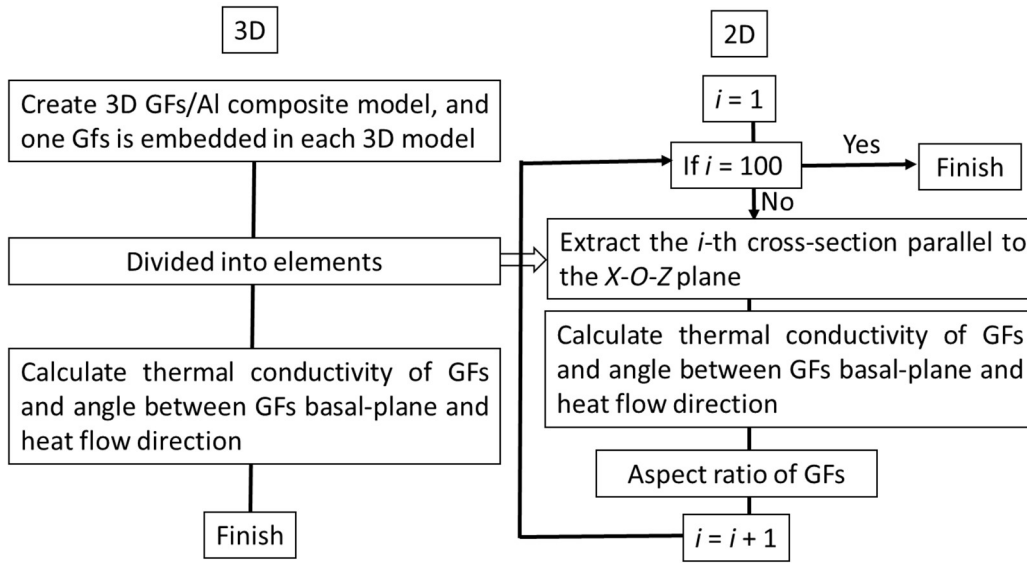 3D
Create 3D GFs/Al composite model, and
one Gfs is embedded in each 3D model
Divided into elements
Calculate thermal conductivity of GFs
and angle between GFs basal-plane and
heat flow direction
Finish
2D
i = 1
If i = 100
Yes
Finish
No
Extract the i-th cross-section parallel to
the X-O-Z plane
Calculate thermal conductivity of GFs
and angle between GFs basal-plane and
heat flow direction
Aspect ratio of GFs
i = i + 1